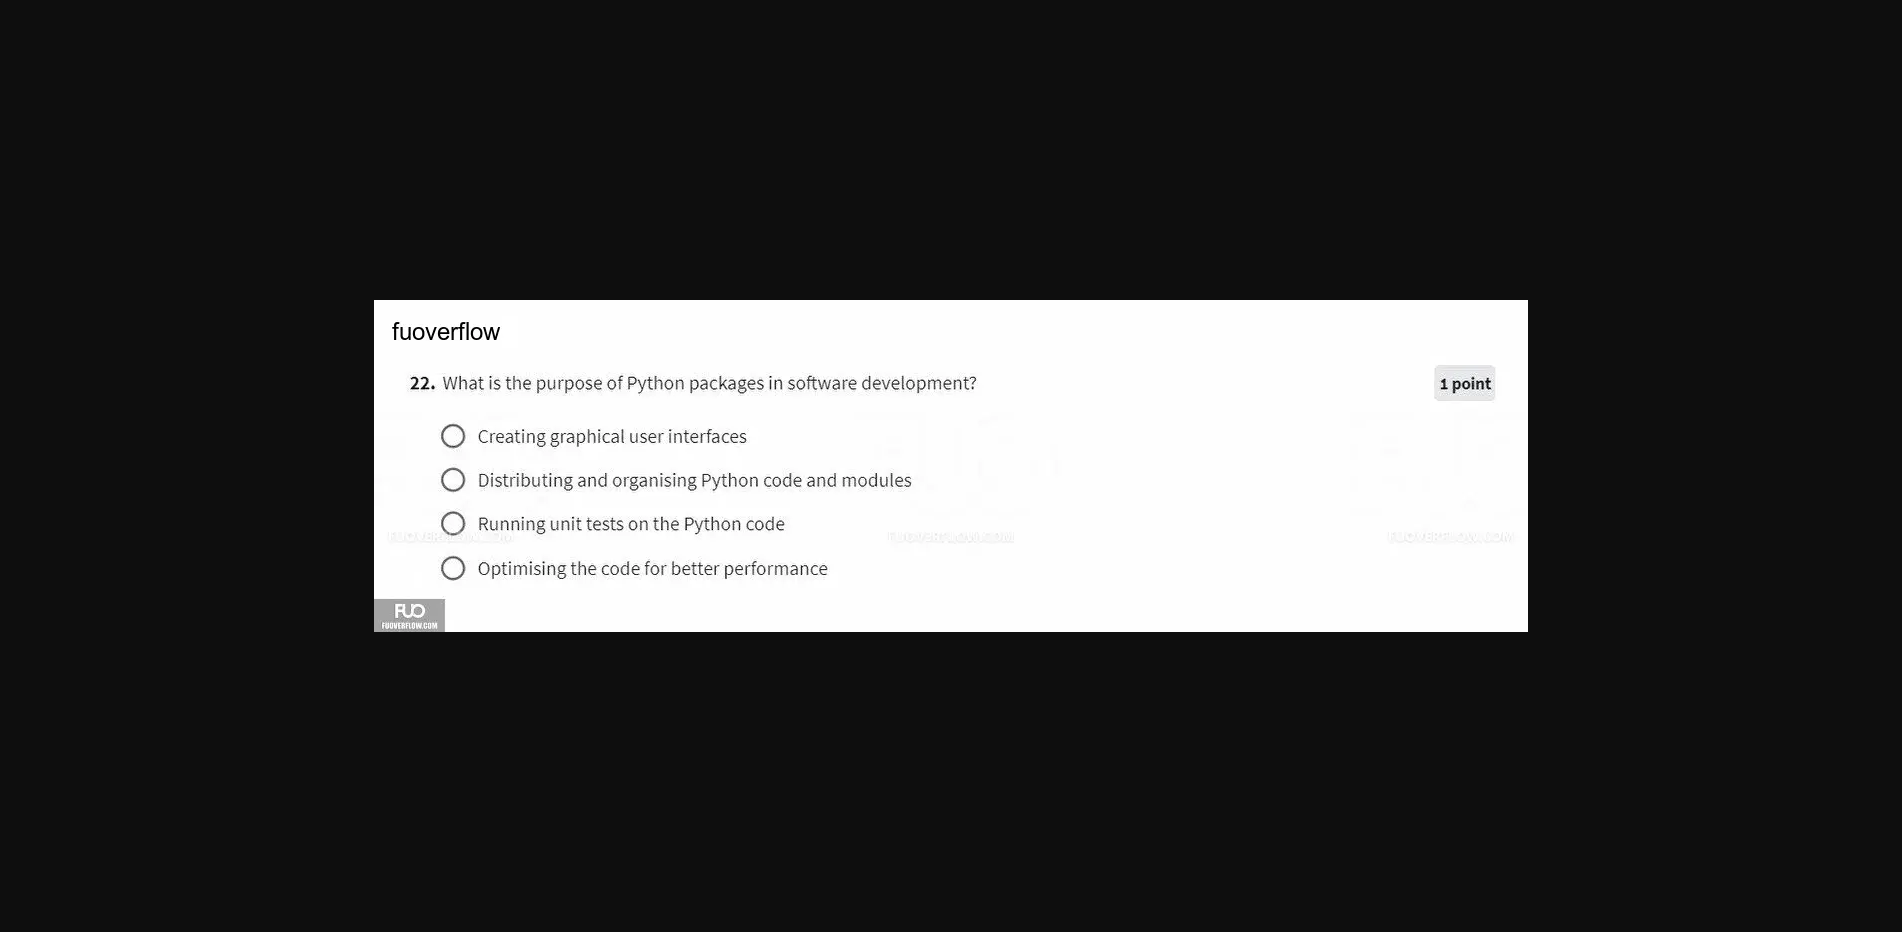 fuoverflow
22. What is the purpose of Python packages in software development?
1 point
Creating graphical user interfaces
Distributing and organising Python code and modules
Running unit tests on the Python code
FUOVERFLOW.COM FUOVERFLOW.COM FUOVERFLOW.COM
Optimising the code for better performance
FUO
FUOVERFLOW.COM